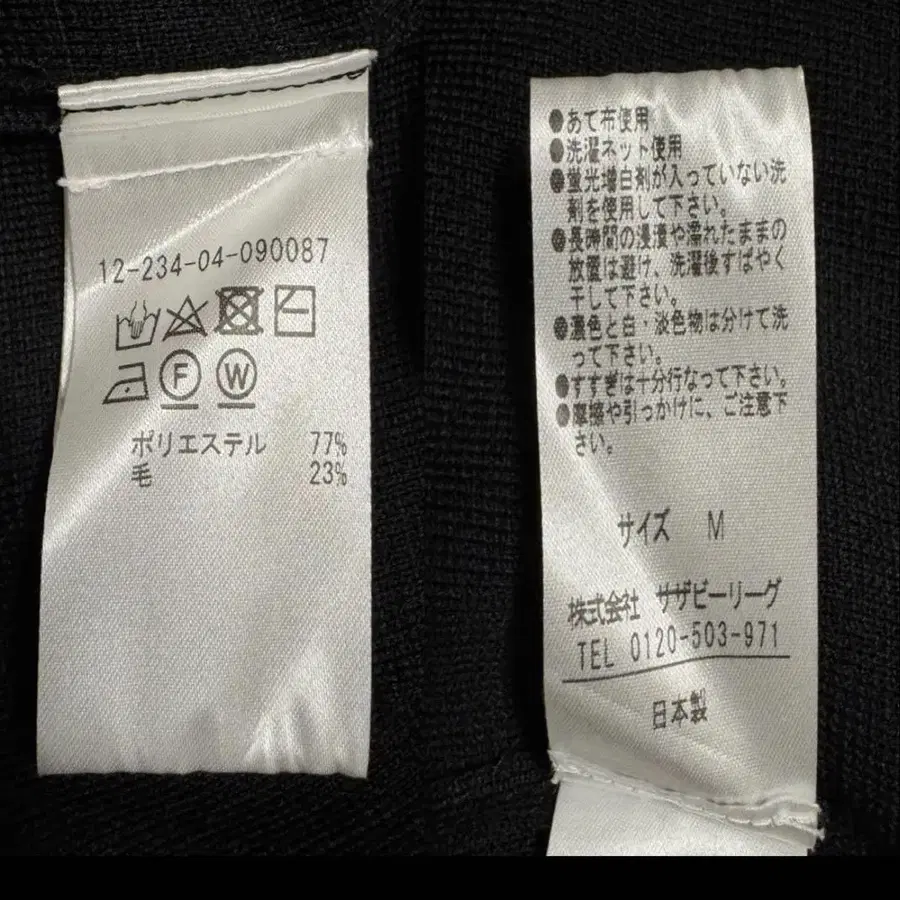 12-234-04-090087
F W
ポリエステル 77%
毛 23%
●あて布使用
●洗濯ネット使用
●蛍光増白剤が入っていない洗
剤を使用して下さい。
●長時間の浸漬や濡れたままの
放置は避け、洗濯後すばやく
干して下さい。
●濃色と白・淡色物は分けて洗
って下さい。
●すすぎは十分行なって下さい。
●摩擦や引っかけに、ご注意下
さい。
サイズ M
株式会社 サザビーリーグ
TEL 0120-503-971
日本製